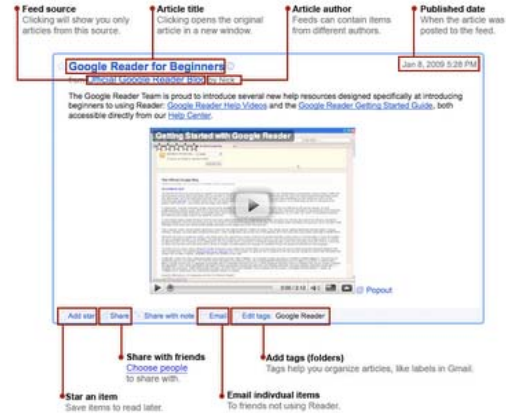 Feed source
Clicking will show you only
articles from this source.
Article title
Clicking opens the original
article in a new window.
Article author
Feeds can contain items
from different authors.
Published date
When the article was
posted to the feed.
Google Reader for Beginners
Jan 8, 2009 5:28 PM
from Official Google Reader Blog by Nick
The Google Reader Team is proud to introduce several new help resources designed specifically at introducing
beginners to using Reader: Google Reader Help Videos and the Google Reader Getting Started Guide, both
accessible directly from our Help Center.
Getting Started with Google Reader
Popout
Add star Share Share with note Email Edit tags: Google Reader
Share with friends
Choose people
to share with.
Add tags (folders)
Tags help you organize articles, like labels in Gmail.
Star an item
Save items to read later.
Email indivdual items
To friends not using Reader.